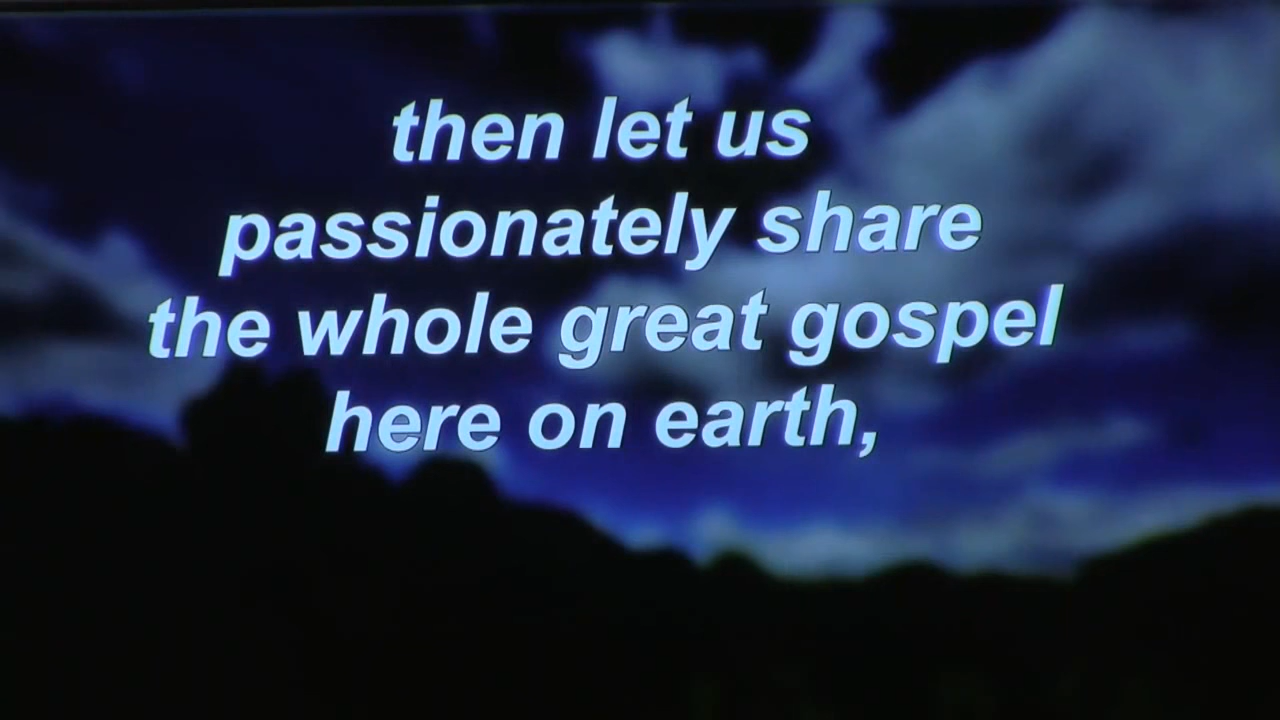 then let us
passionately share
the whole great gospel
here on earth,